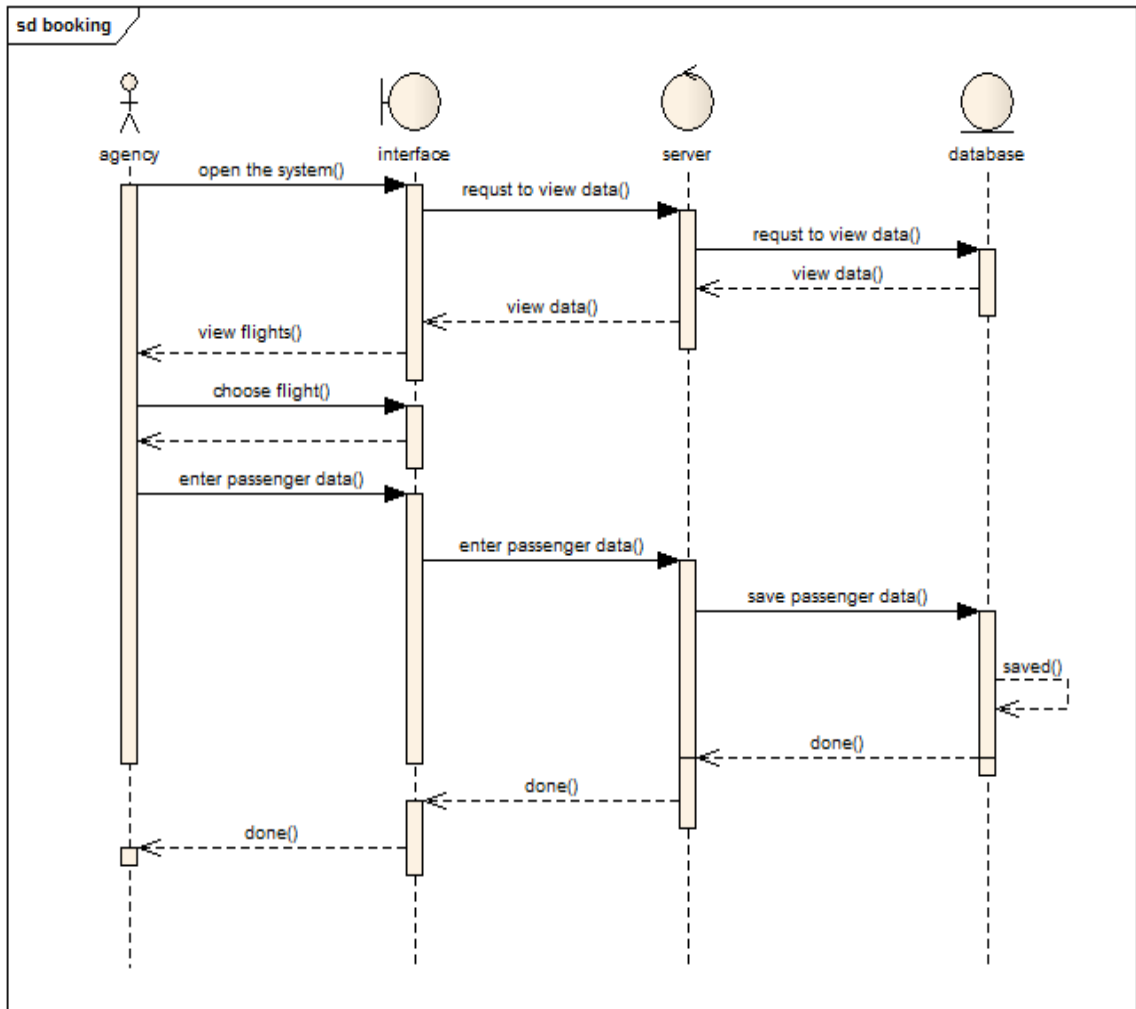 sd booking
agency
interface
server
database
open the system()
requst to view data()
requst to view data()
view data()
view data()
view flights()
choose flight()
enter passenger data()
enter passenger data()
save passenger data()
saved()
done()
done()
done()